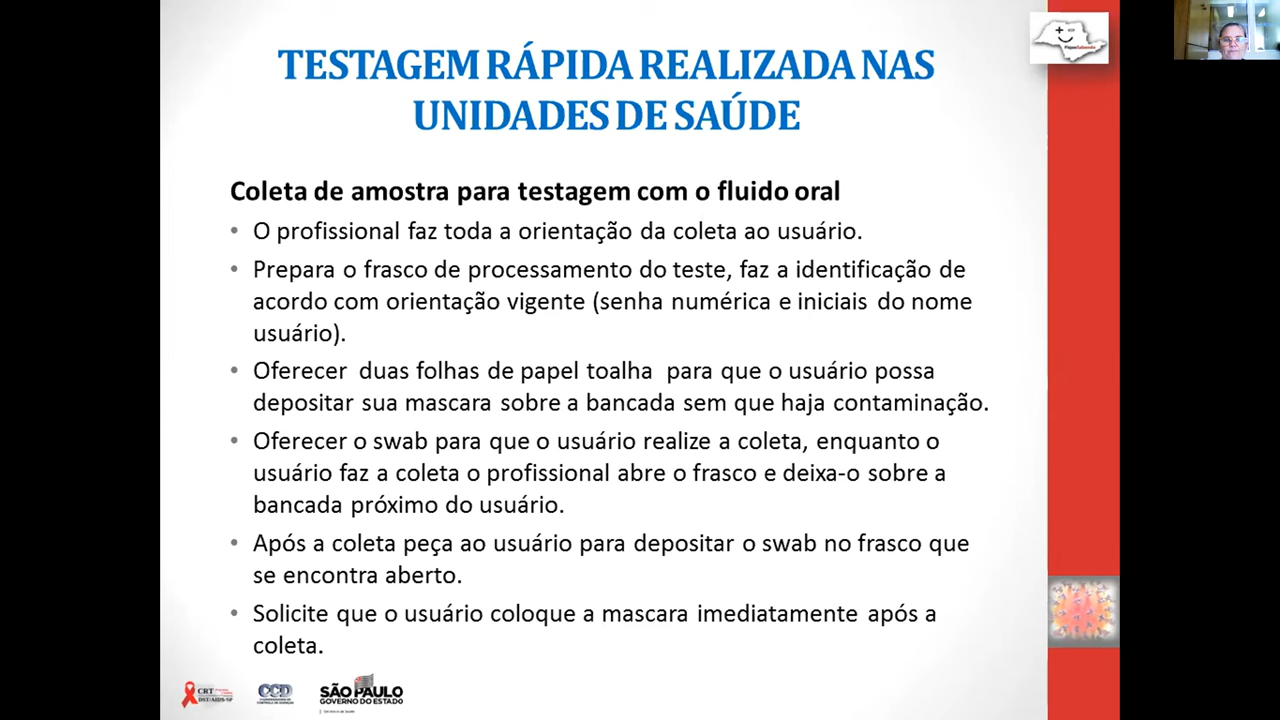 TESTAGEM RÁPIDA REALIZADA NAS
UNIDADES DE SAÚDE
Coleta de amostra para testagem com o fluido oral
• O profissional faz toda a orientação da coleta ao usuário.
• Prepara o frasco de processamento do teste, faz a identificação de
acordo com orientação vigente (senha numérica e iniciais do nome
usuário).
• Oferecer duas folhas de papel toalha para que o usuário possa
depositar sua mascara sobre a bancada sem que haja contaminação.
• Oferecer o swab para que o usuário realize a coleta, enquanto o
usuário faz a coleta o profissional abre o frasco e deixa-o sobre a
bancada próximo do usuário.
• Após a coleta peça ao usuário para depositar o swab no frasco que
se encontra aberto.
• Solicite que o usuário coloque a mascara imediatamente após a
coleta.
CRT
DST/AIDS-SP
CCD
SÃO PAULO
GOVERNO DO ESTADO